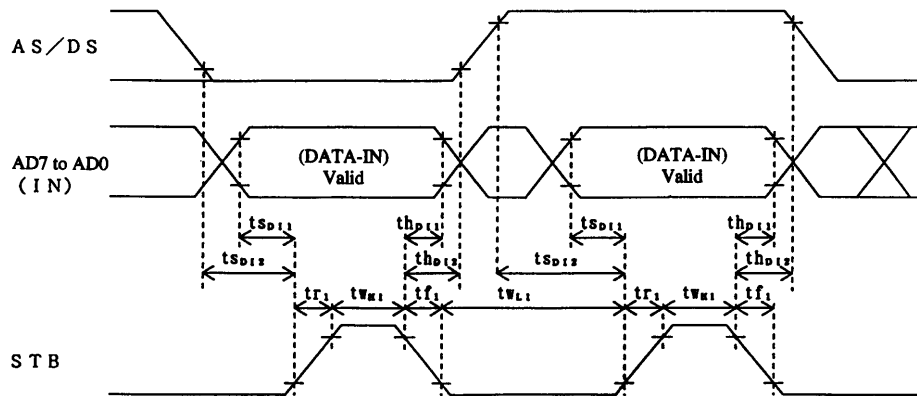 AS/DS
AD7 to AD0
(IN)
(DATA-IN)
Valid
(DATA-IN)
Valid
tsDI1
thDI1
tsDI1
thDI1
tsDI2
thDI2
tsDI2
thDI2
tr1
twH1
tf1
twL1
tr1
twH1
tf1
STB